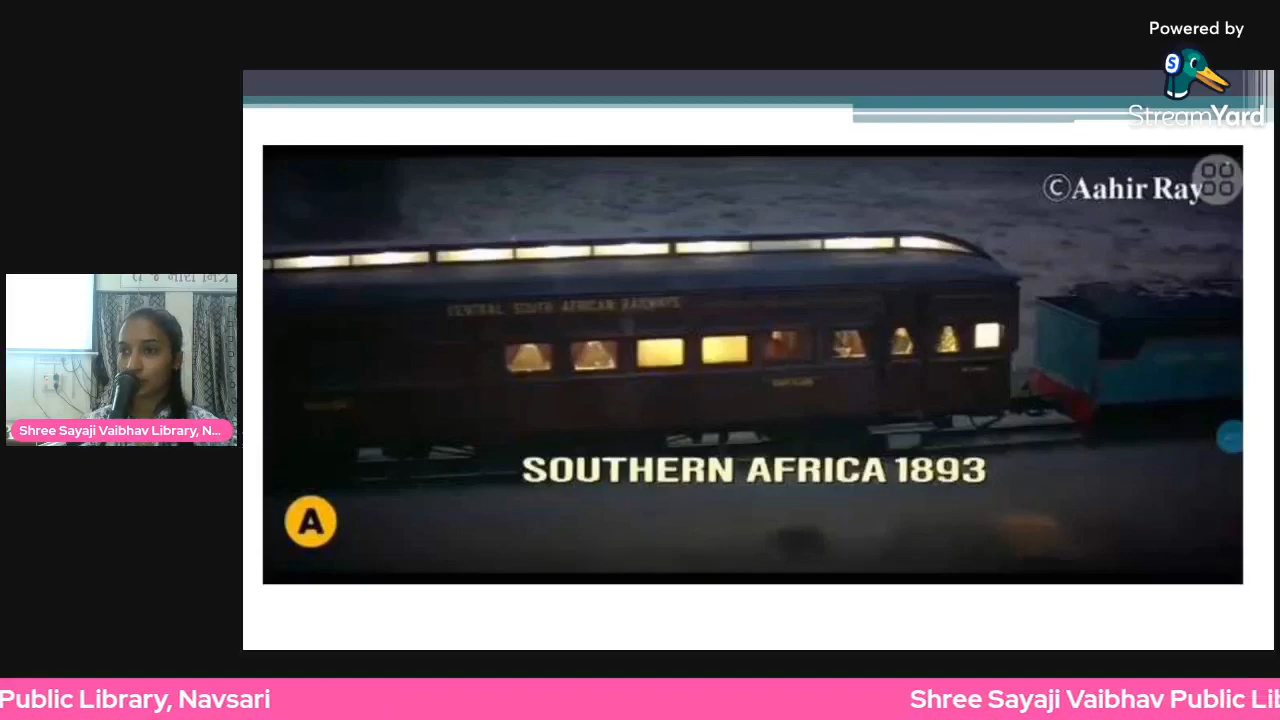 Powered by
StreamYard
©Aahir Ray
CENTRAL SOUTH AFRICAN RAILWAYS
Shree Sayaji Vaibhav Library, N...
SOUTHERN AFRICA 1893
A
Public Library, Navsari
Shree Sayaji Vaibhav Public Lib